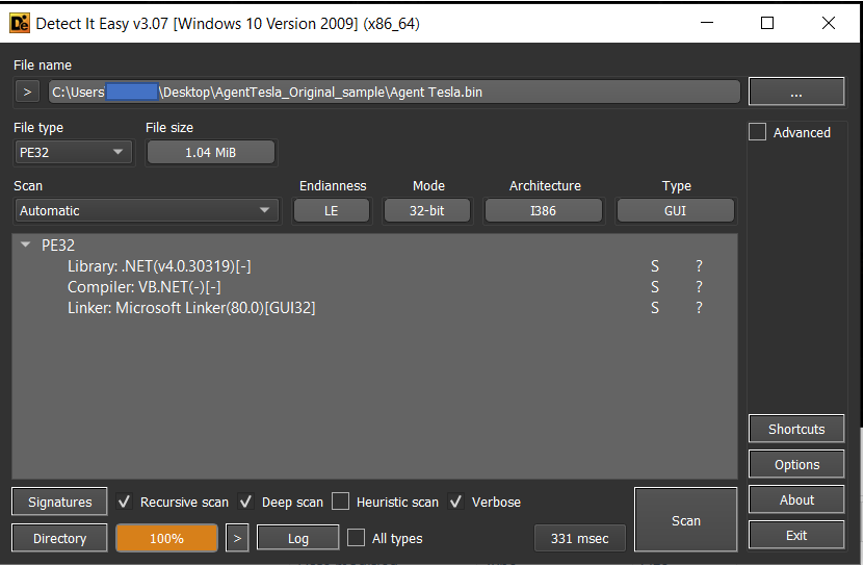 Detect It Easy v3.07 [Windows 10 Version 2009] (x86_64)
File name
> C:\Users \Desktop\AgentTesla_Original_sample\Agent Tesla.bin ...
File type File size Advanced
PE32 1.04 MiB
Scan Endianness Mode Architecture Type
Automatic LE 32-bit I386 GUI
PE32
Library: .NET(v4.0.30319)[-] S ?
Compiler: VB.NET(-)[-] S ?
Linker: Microsoft Linker(80.0)[GUI32] S ?
Shortcuts
Options
Signatures Recursive scan Deep scan Heuristic scan Verbose About
Scan
Directory 100% > Log All types 331 msec Exit